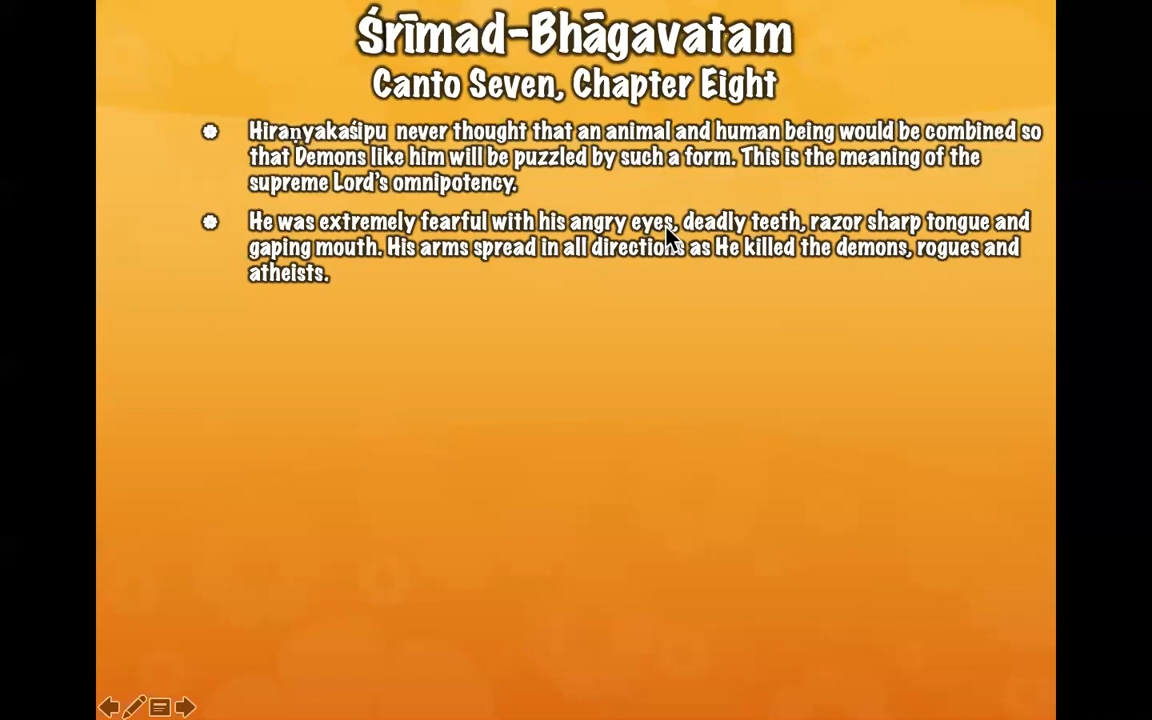 Śrīmad-Bhāgavatam
Canto Seven, Chapter Eight
Hiraṇyakaśipu never thought that an animal and human being would be combined so
that Demons like him will be puzzled by such a form. This is the meaning of the
supreme Lord's omnipotency.
He was extremely fearful with his angry eyes, deadly teeth, razor sharp tongue and
gaping mouth. His arms spread in all directions as He killed the demons, rogues and
atheists.